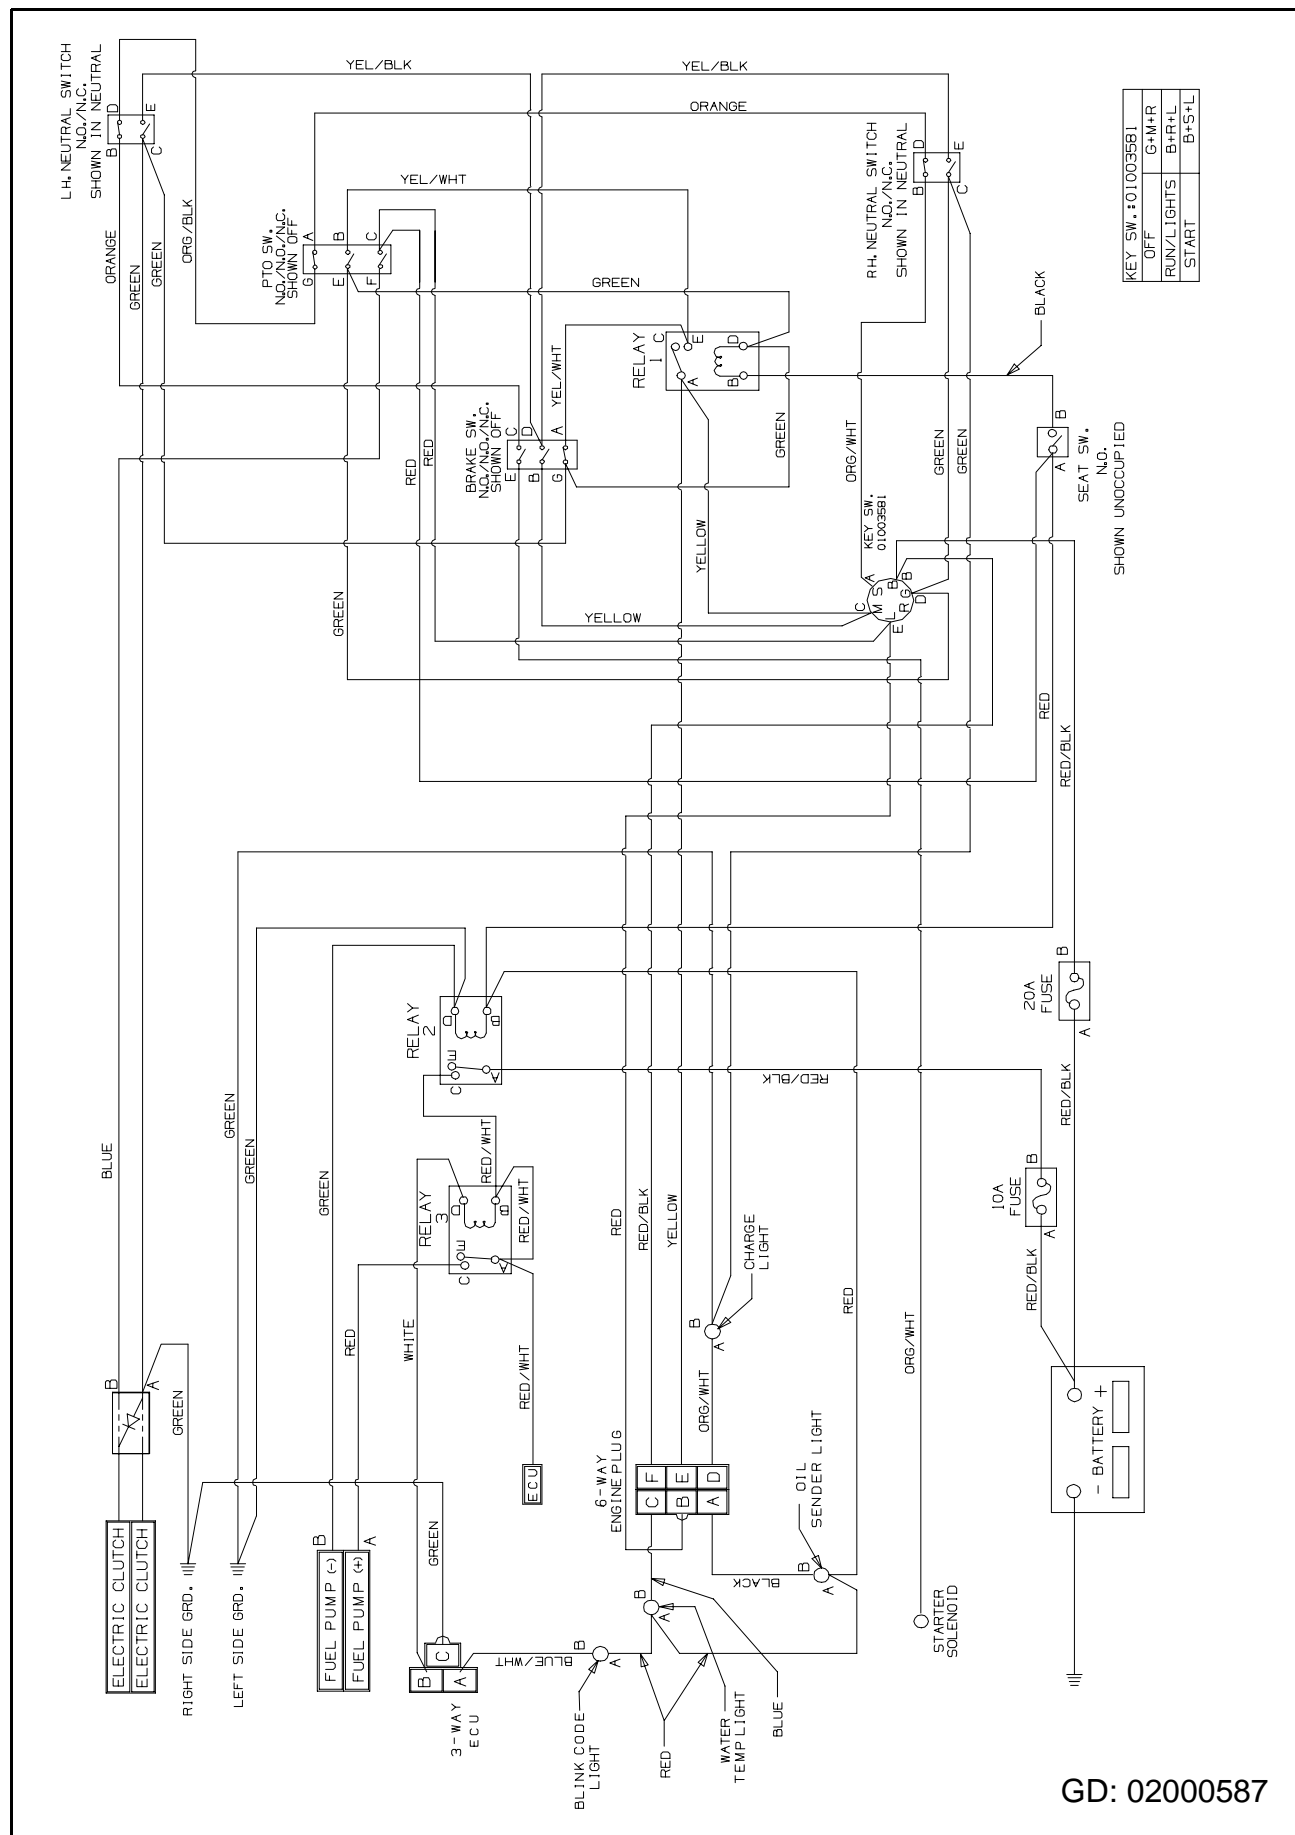 L.H. NEUTRAL SWITCH
N.O./N.C.
SHOWN IN NEUTRAL
D
E
B
C
YEL/BLK
YEL/BLK
ORANGE
ORANGE
GREEN
GREEN
ORG/BLK
YEL/WHT
PTO SW.
N.O./N.O./N.C.
SHOWN OFF
A
B
C
G
E
F
GREEN
R.H. NEUTRAL SWITCH
N.O./N.C.
SHOWN IN NEUTRAL
D
E
B
C
KEY SW.:01003581
OFF G+M+R
RUN/LIGHTS B+R+L
START B+S+L
BLACK
RELAY
1
C
E
A
D
B
YEL/WHT
BRAKE SW.
N.O./N.O./N.C.
SHOWN OFF
C
D
A
E
B
G
RED
RED
GREEN
ORG/WHT
GREEN
GREEN
B
A
SEAT SW.
N.O.
SHOWN UNOCCUPIED
YELLOW
KEY SW.
01003581
A
B
C
D
E
M
S
B
G
R
L
GREEN
YELLOW
RED
RED/BLK
BLUE
GREEN
GREEN
GREEN
RELAY
2
D
B
E
C
A
RED/BLK
20A
FUSE
B
A
RED/BLK
RED/WHT
RELAY
3
D
B
E
C
A
RED/WHT
RED
RED/BLK
YELLOW
CHARGE
LIGHT
B
A
RED
10A
FUSE
B
A
RED/BLK
WHITE
RED
RED/WHT
ORG/WHT
ORG/WHT
B
A
GREEN
ECU
6-WAY
ENGINE PLUG
C F
B E
A D
OIL
SENDER LIGHT
B
A
BLACK
- BATTERY +
ELECTRIC CLUTCH
ELECTRIC CLUTCH
RIGHT SIDE GRD.
LEFT SIDE GRD.
FUEL PUMP (-)
FUEL PUMP (+)
B
A
GREEN
C
B
A
3-WAY
ECU
BLUE/WHT
B
A
BLINK CODE
LIGHT
RED
B
A
WATER
TEMP LIGHT
BLUE
STARTER
SOLENOID
GD: 02000587